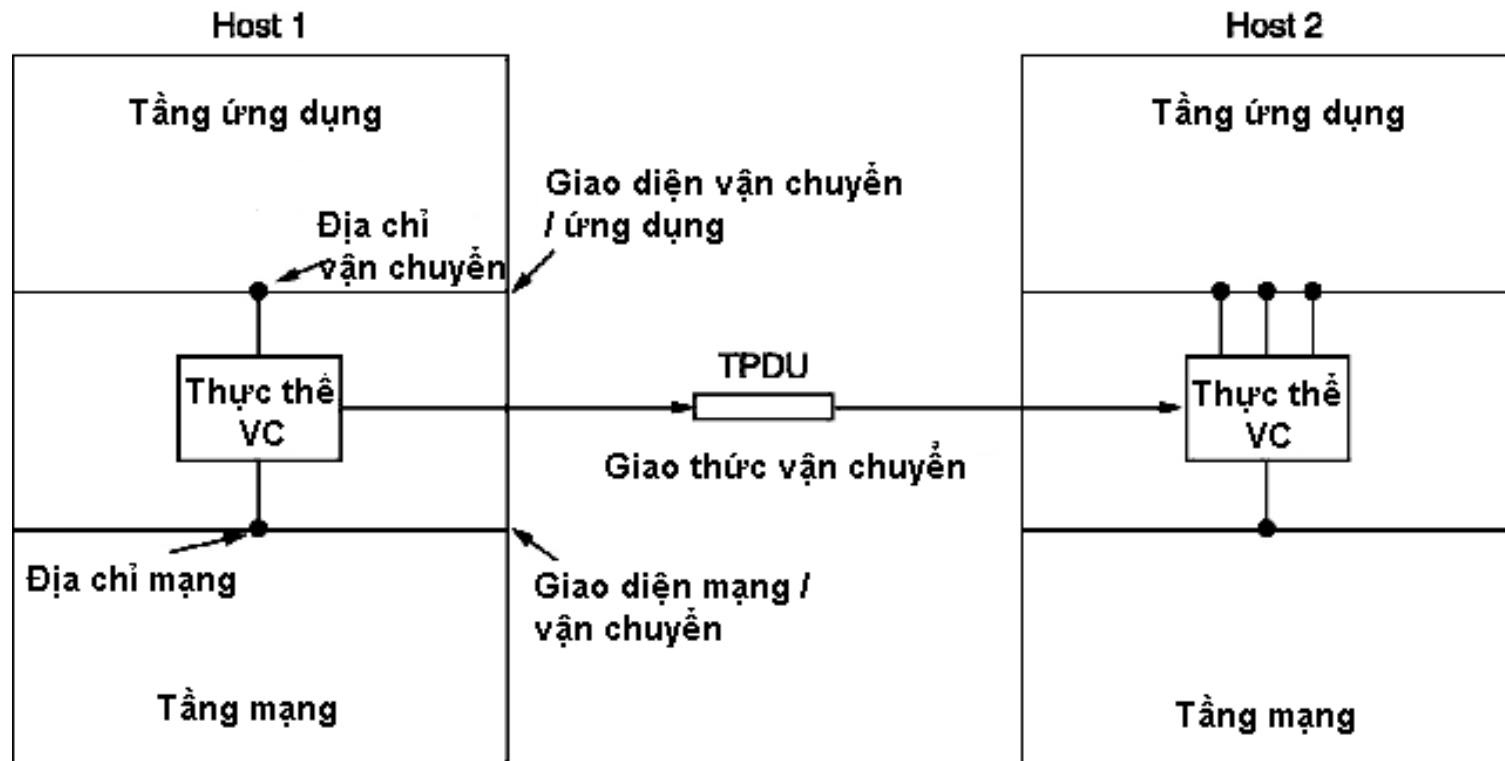 Host 1
Host 2
Tầng ứng dụng
Tầng ứng dụng
Giao diện vận chuyển
/ ứng dụng
Địa chỉ
vận chuyển
TPDU
Thực thể
VC
Thực thể
VC
Giao thức vận chuyển
Địa chỉ mạng
Giao diện mạng /
vận chuyển
Tầng mạng
Tầng mạng